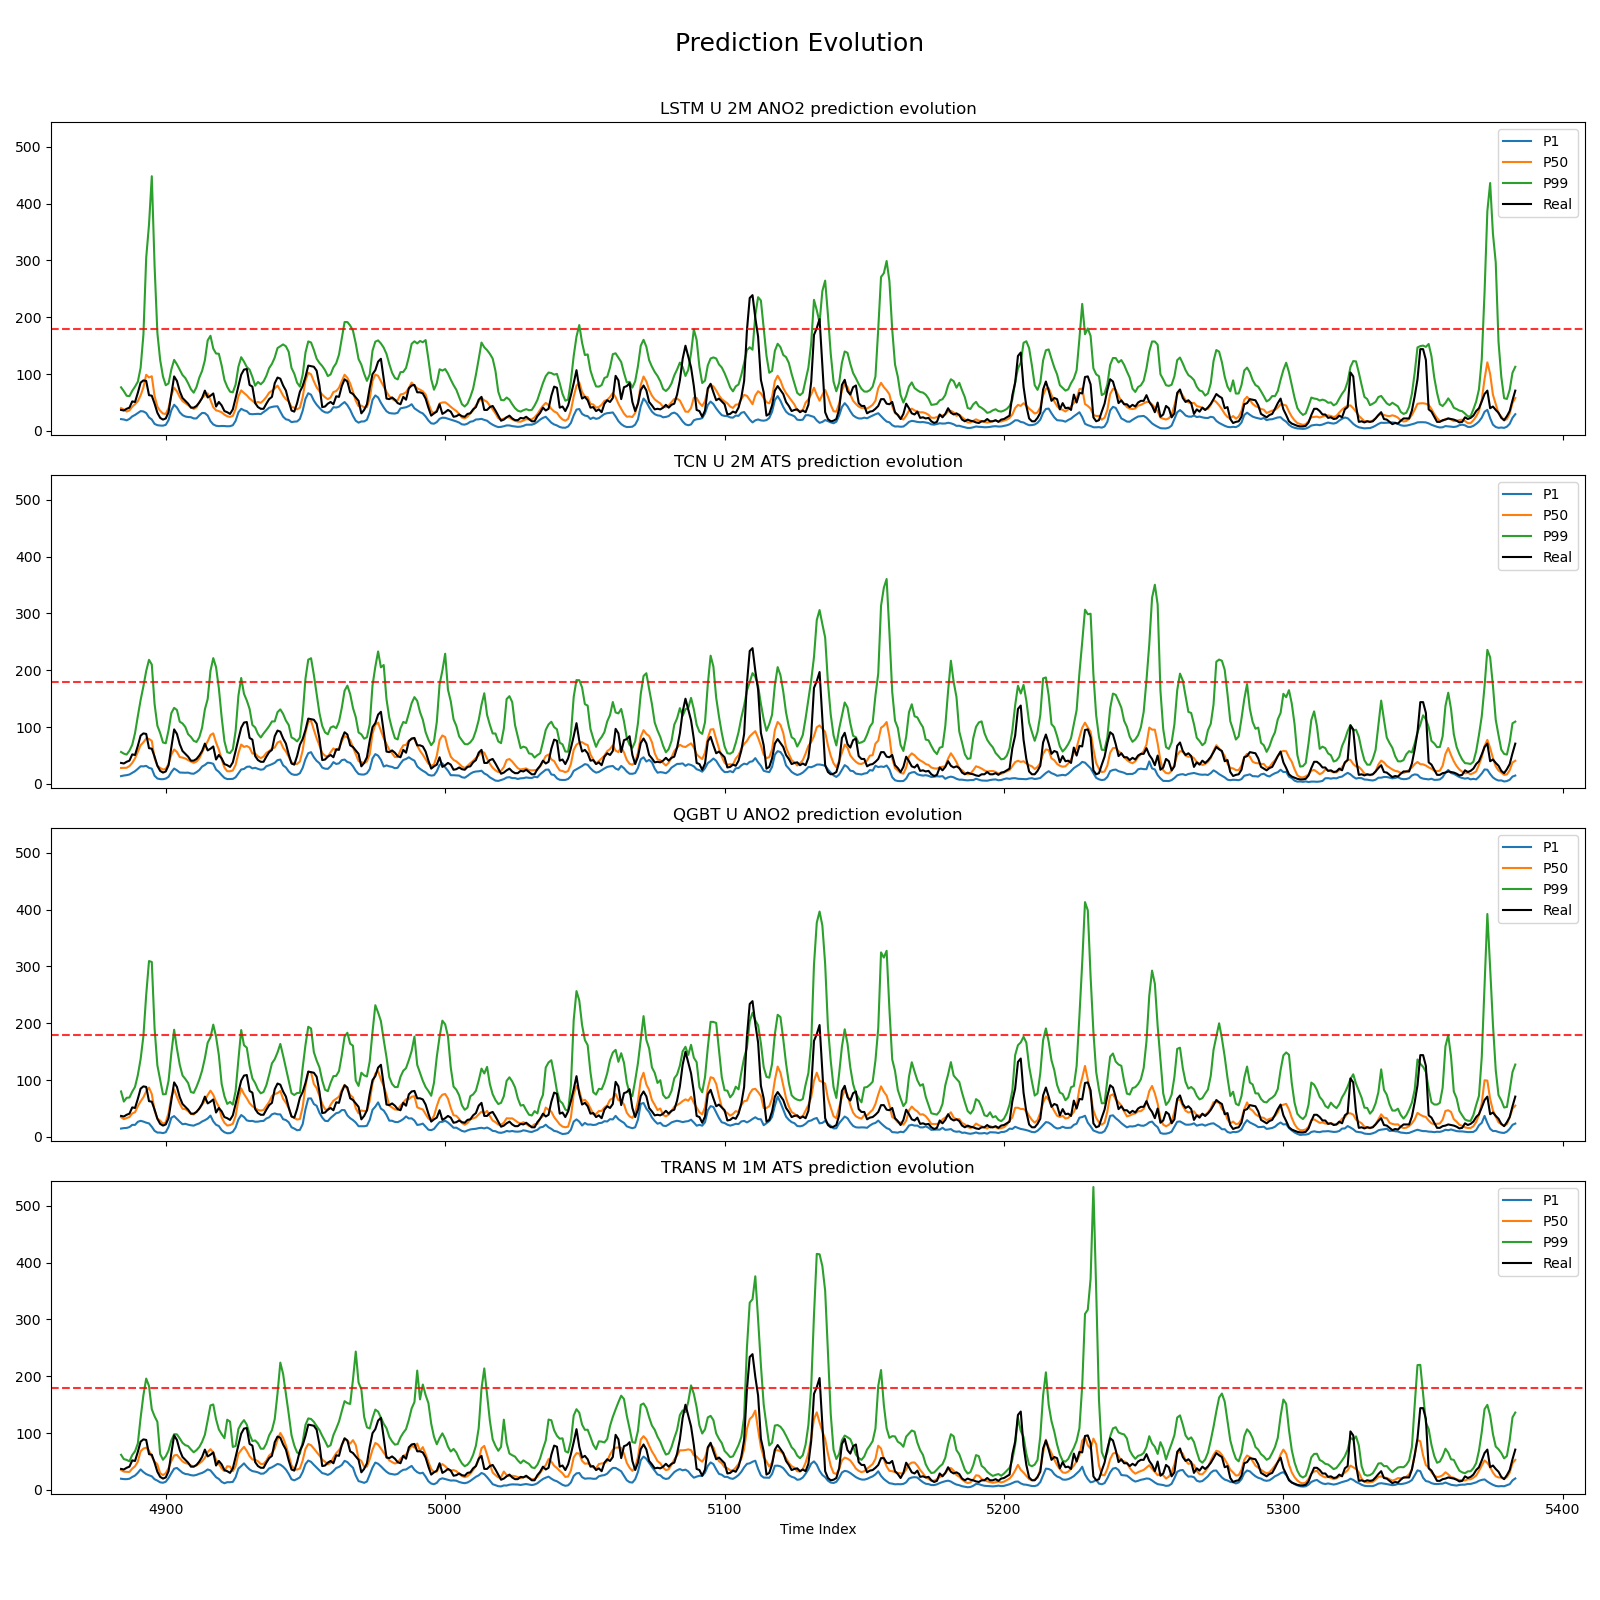 Prediction Evolution
LSTM U 2M ANO2 prediction evolution
500
400
300
200
100
0
P1
P50
P99
Real
TCN U 2M ATS prediction evolution
500
400
300
200
100
0
P1
P50
P99
Real
QGBT U ANO2 prediction evolution
500
400
300
200
100
0
P1
P50
P99
Real
TRANS M 1M ATS prediction evolution
500
400
300
200
100
0
P1
P50
P99
Real
4900 5000 5100 5200 5300 5400
Time Index